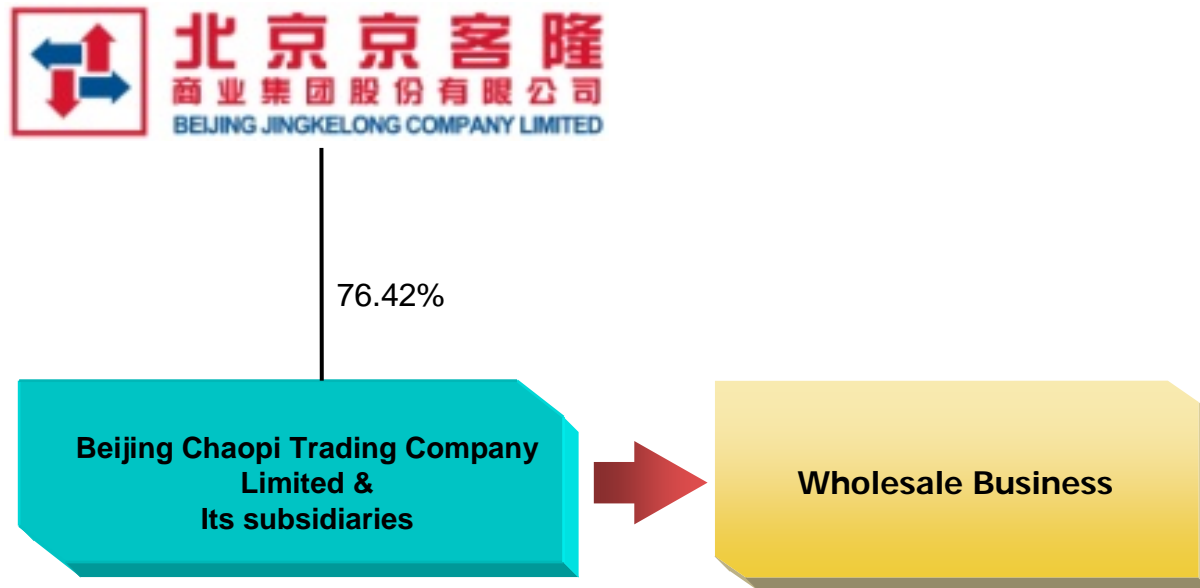 北京京客隆
商业集团股份有限公司
BEIJING JINGKELONG COMPANY LIMITED
76.42%
Beijing Chaopi Trading Company
Limited &
Its subsidiaries
Wholesale Business